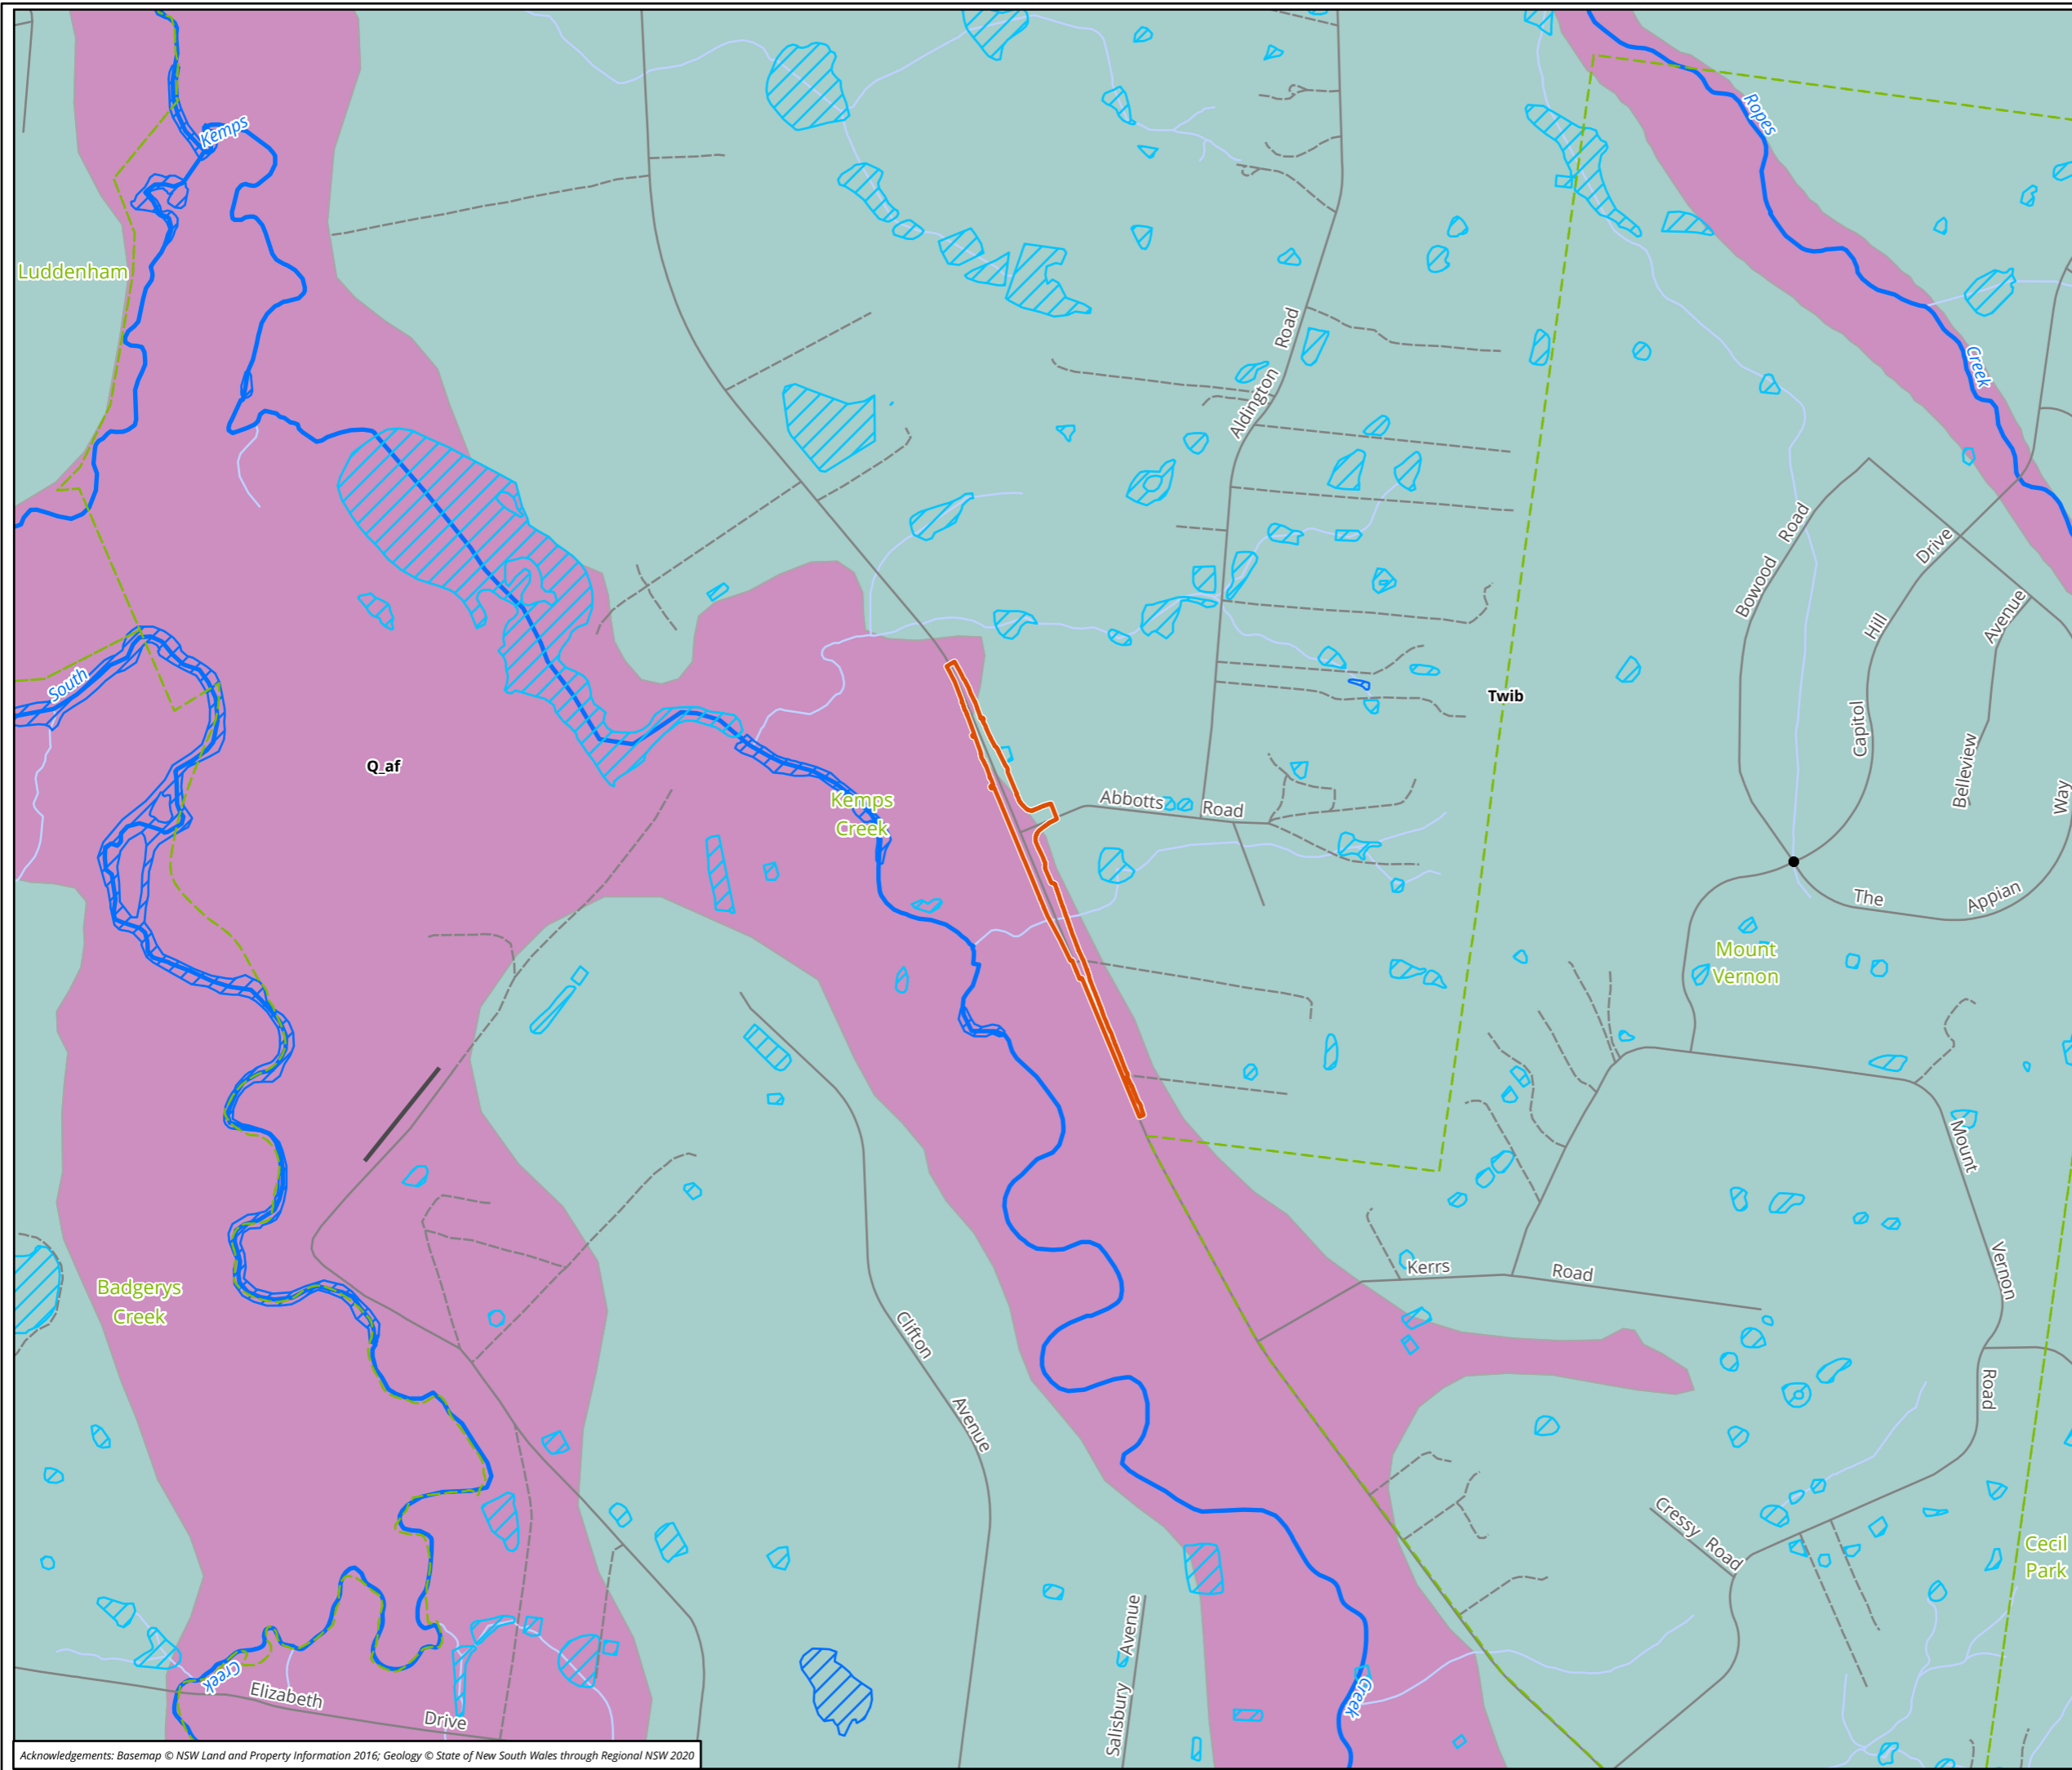 Kemps
Ropes
Luddenham
Creek
Aldington Road
Bowood Road
Hill
Drive
Avenue
South
Twib
Capitol
Belleview
Way
Q_af
Kemps
Creek
Abbotts Road
The
Appian
Mount
Vernon
Mount
Vernon
Road
Kerrs Road
Badgerys
Creek
Clifton
Avenue
Cressy Road
Cecil
Park
Salisbury Avenue
Creek
Creek
Elizabeth
Drive
Acknowledgements: Basemap © NSW Land and Property Information 2016; Geology © State of New South Wales through Regional NSW 2020